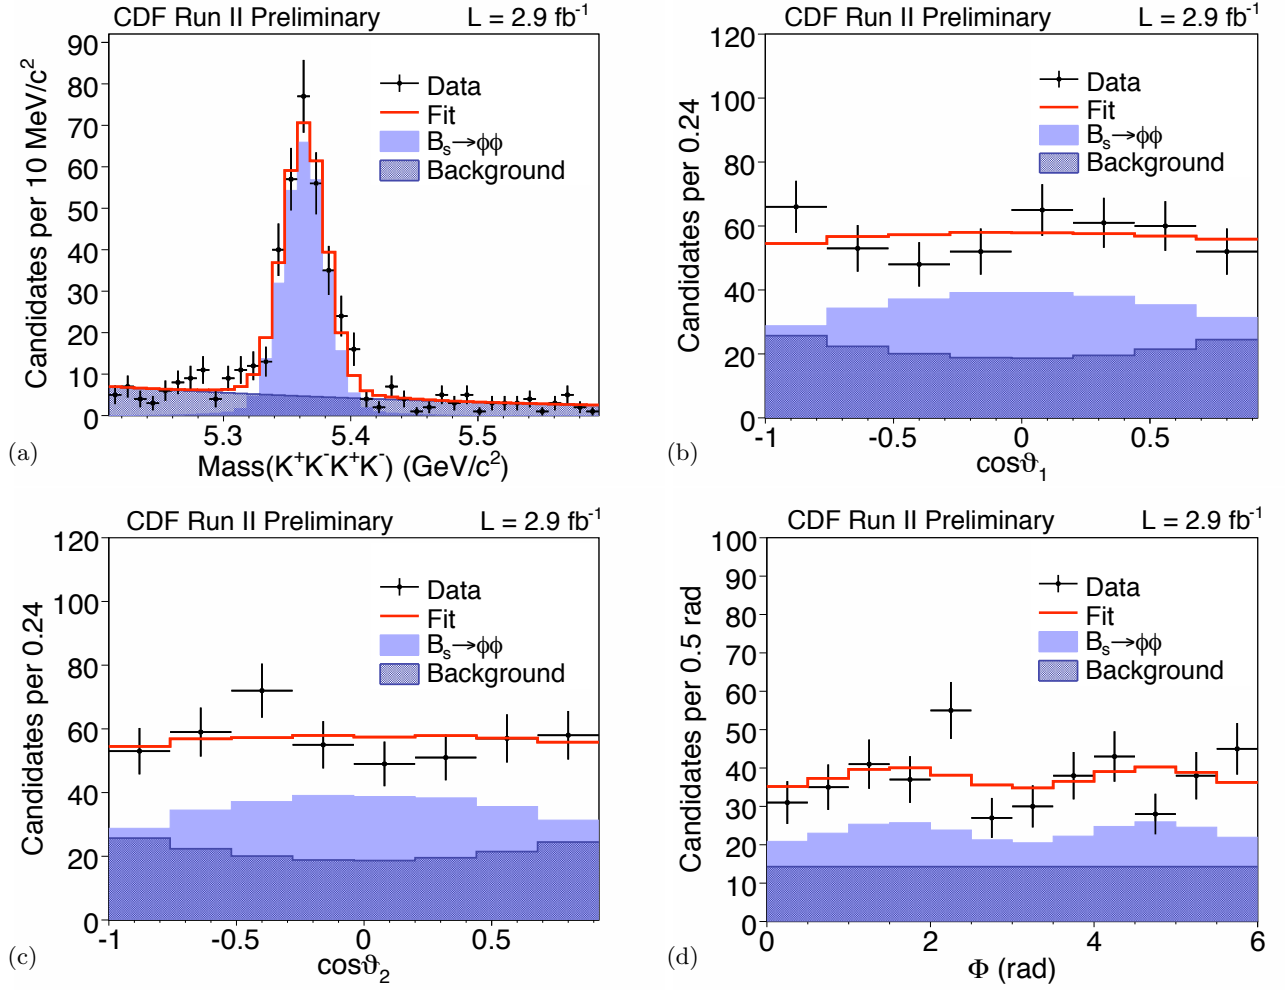 CDF Run II Preliminary L = 2.9 fb⁻¹
Candidates per 10 MeV/c²
90
80
70
60
50
40
30
20
10
0
Data
Fit
Bₛ→ϕϕ
Background
5.3 5.4 5.5
Mass(K⁺K⁻K⁺K⁻) (GeV/c²)
(a)
CDF Run II Preliminary L = 2.9 fb⁻¹
Candidates per 0.24
120
100
80
60
40
20
0
Data
Fit
Bₛ→ϕϕ
Background
-1 -0.5 0 0.5
cosϑ₁
(b)
CDF Run II Preliminary L = 2.9 fb⁻¹
Candidates per 0.24
120
100
80
60
40
20
0
Data
Fit
Bₛ→ϕϕ
Background
-1 -0.5 0 0.5
cosϑ₂
(c)
CDF Run II Preliminary L = 2.9 fb⁻¹
Candidates per 0.5 rad
100
90
80
70
60
50
40
30
20
10
0
Data
Fit
Bₛ→ϕϕ
Background
0 2 4 6
Φ (rad)
(d)